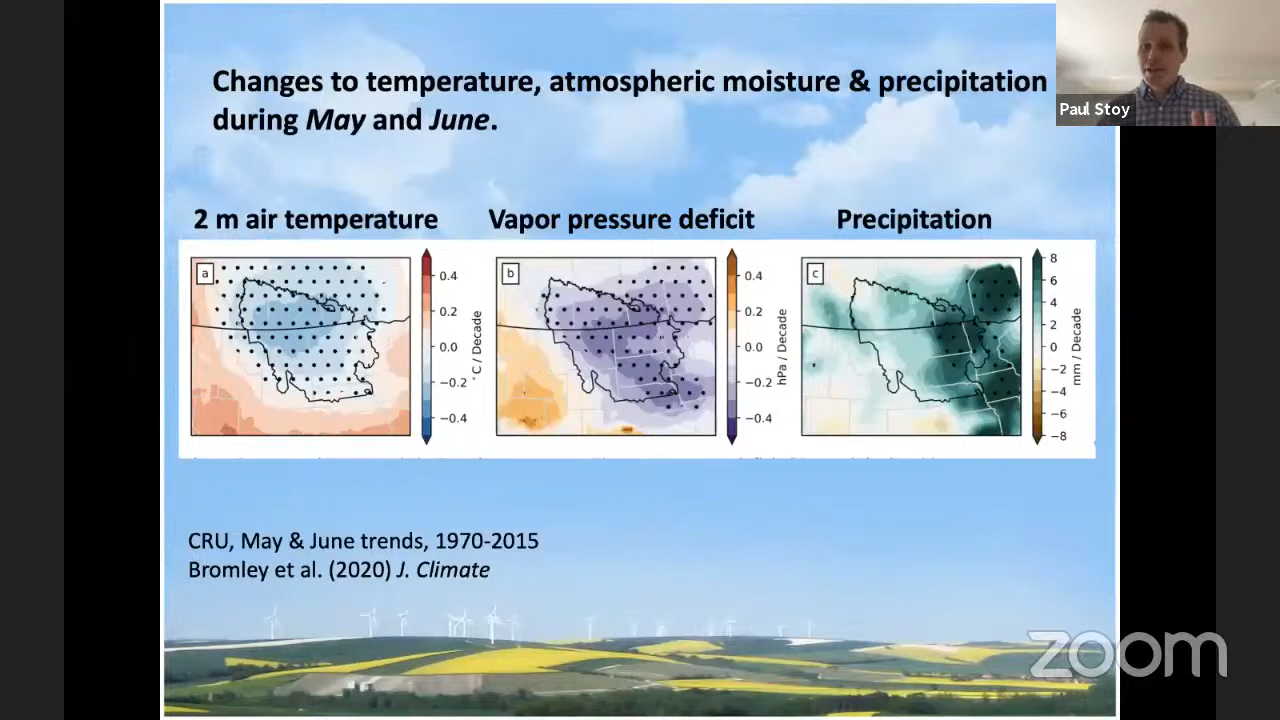 Changes to temperature, atmospheric moisture & precipitation
during May and June.
Paul Stoy
2 m air temperature
Vapor pressure deficit
Precipitation
a
0.4
0.2
0.0
−0.2
−0.4
°C / Decade
b
0.4
0.2
0.0
−0.2
−0.4
hPa / Decade
c
8
6
4
2
0
−2
−4
−6
−8
mm / Decade
CRU, May & June trends, 1970-2015
Bromley et al. (2020) J. Climate
zoom